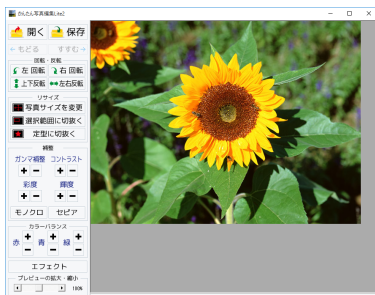 かんたん写真編集Lite2
開く 保存
←もどる すすむ→
回転・反転
左 回転 右 回転
上下反転 左右反転
リサイズ
写真サイズを変更
選択範囲に切抜く
定型に切抜く
補整
ガンマ補整 コントラスト
+ − + −
彩度 輝度
+ − + −
モノクロ セピア
カラーバランス
赤 + − 青 + − 緑 + −
エフェクト
プレビューの拡大・縮小
100%